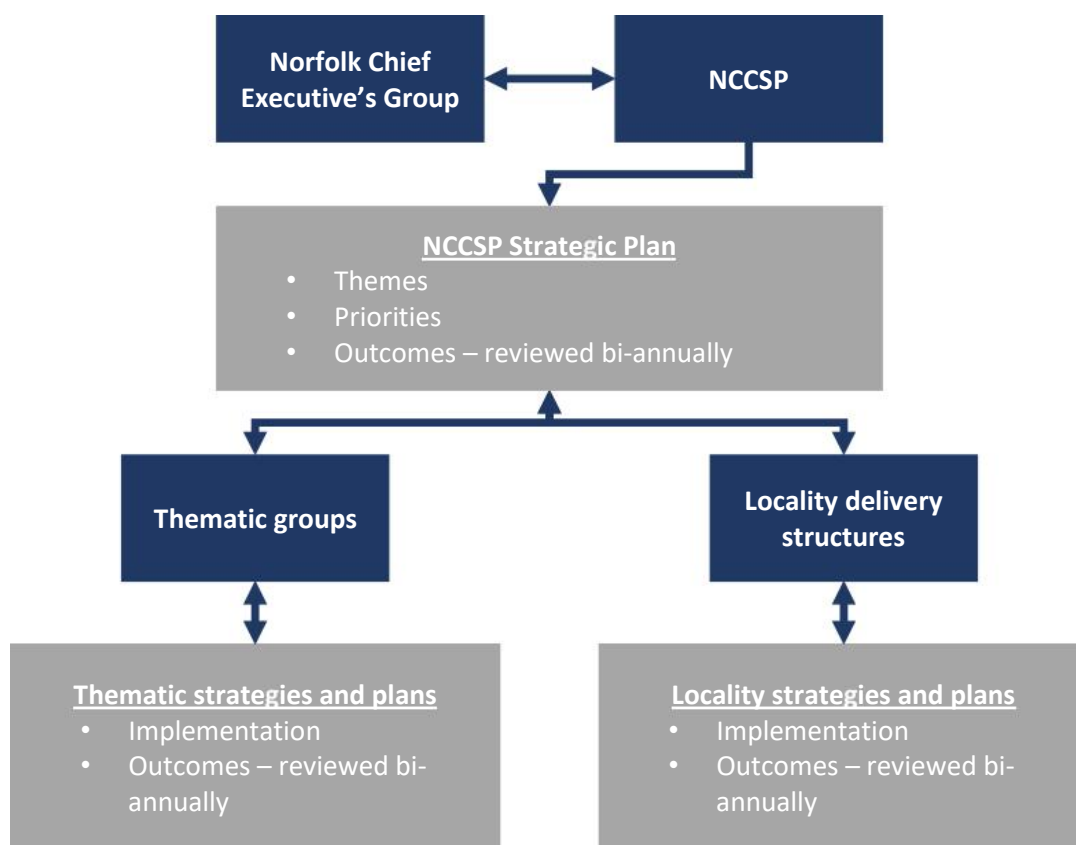 Norfolk Chief
Executive’s Group
NCCSP
NCCSP Strategic Plan
• Themes
• Priorities
• Outcomes – reviewed bi-annually
Thematic groups
Locality delivery
structures
Thematic strategies and plans
• Implementation
• Outcomes – reviewed bi-
annually
Locality strategies and plans
• Implementation
• Outcomes – reviewed bi-
annually